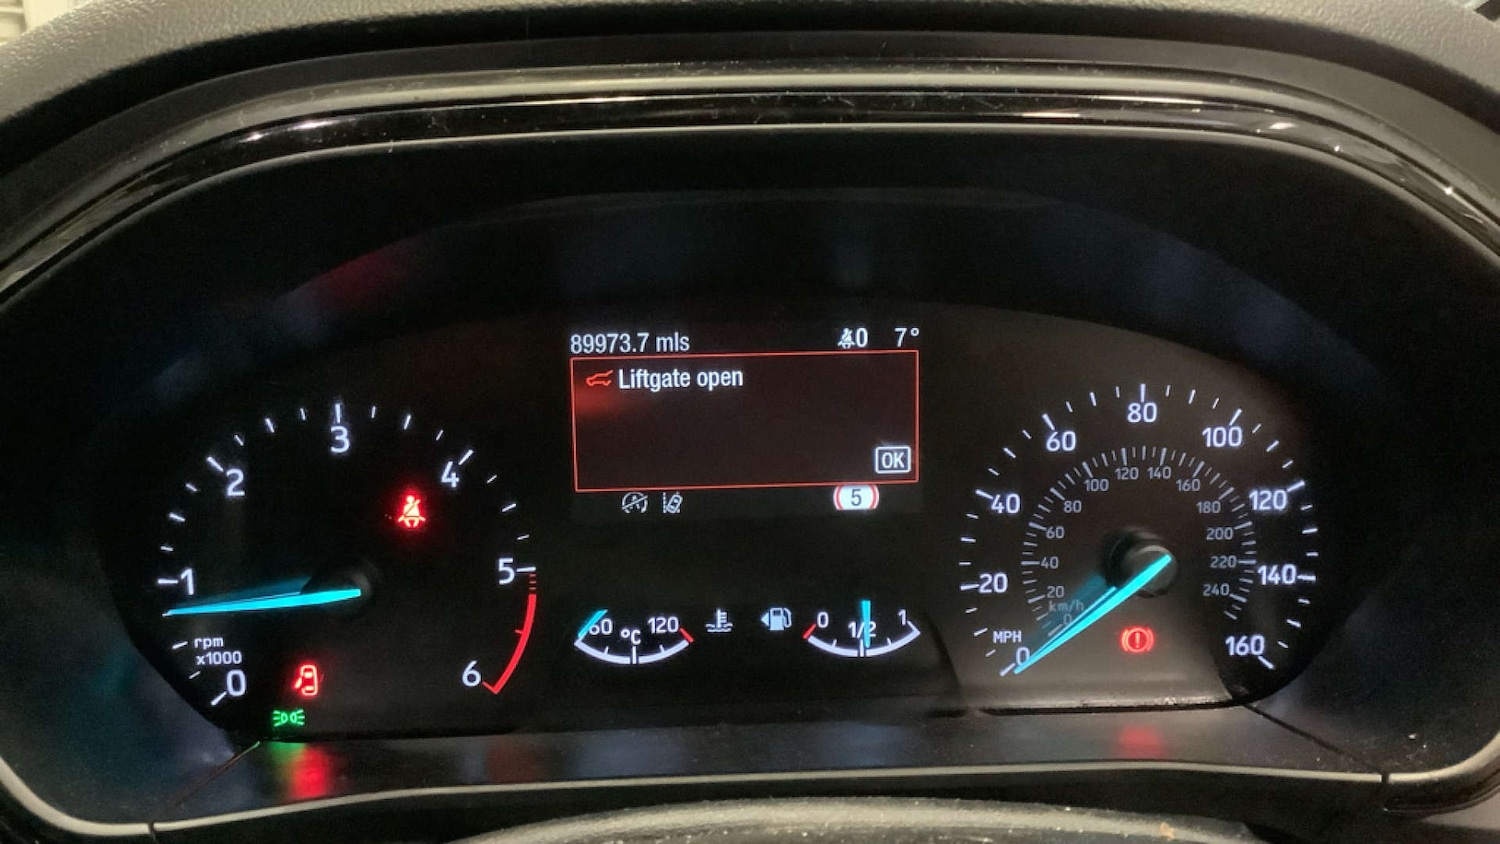 89973.7 mls 0 7°
Liftgate open
OK
5
0 1 2 3 4 5 6
rpm
x1000
60 °C 120
0 1/2 1
0 20 40 60 80 100 120 140 160
MPH
0 20 40 60 80 100 120 140 160 180 200 220 240
km/h